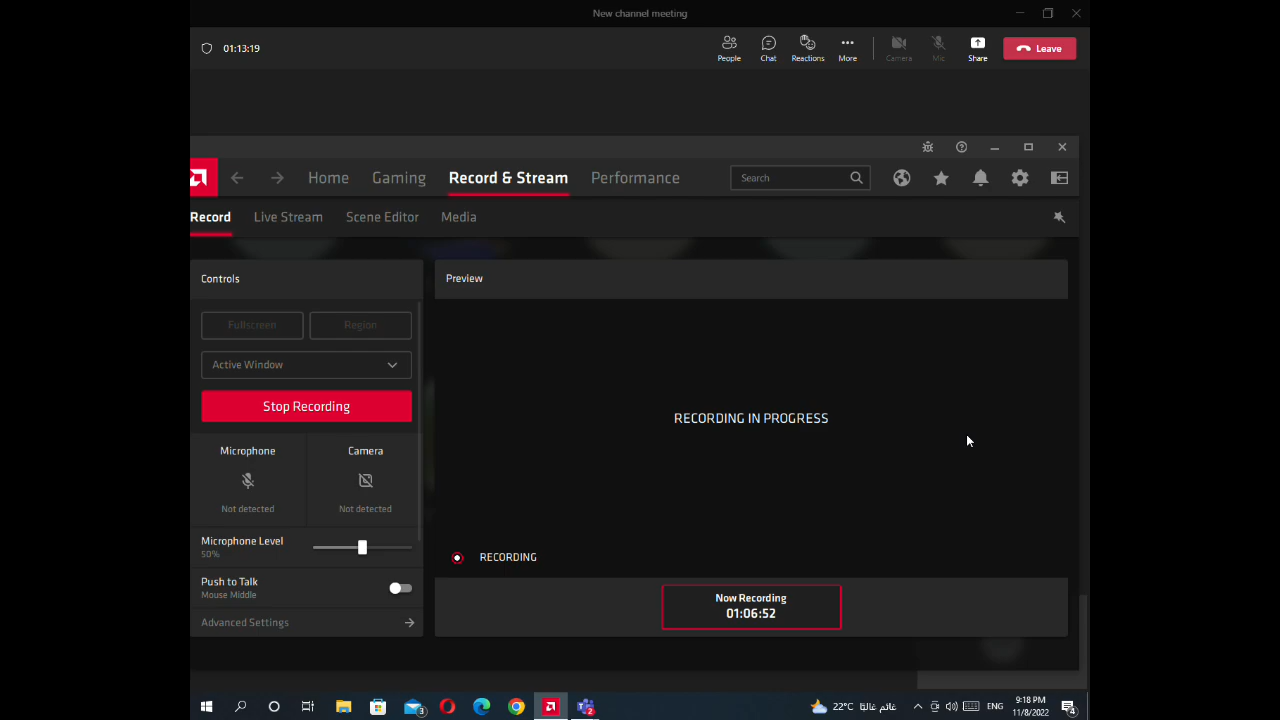 New channel meeting
01:13:19
People
Chat
Reactions
More
Camera
Mic
Share
Leave
Home
Gaming
Record & Stream
Performance
Search
Record
Live Stream
Scene Editor
Media
Controls
Preview
Fullscreen
Region
Active Window
Stop Recording
RECORDING IN PROGRESS
Microphone
Camera
Not detected
Not detected
Microphone Level
50%
RECORDING
Push to Talk
Mouse Middle
Now Recording
01:06:52
Advanced Settings
3
2
22°C غائم غالبًا
ENG
9:18 PM
11/8/2022
4